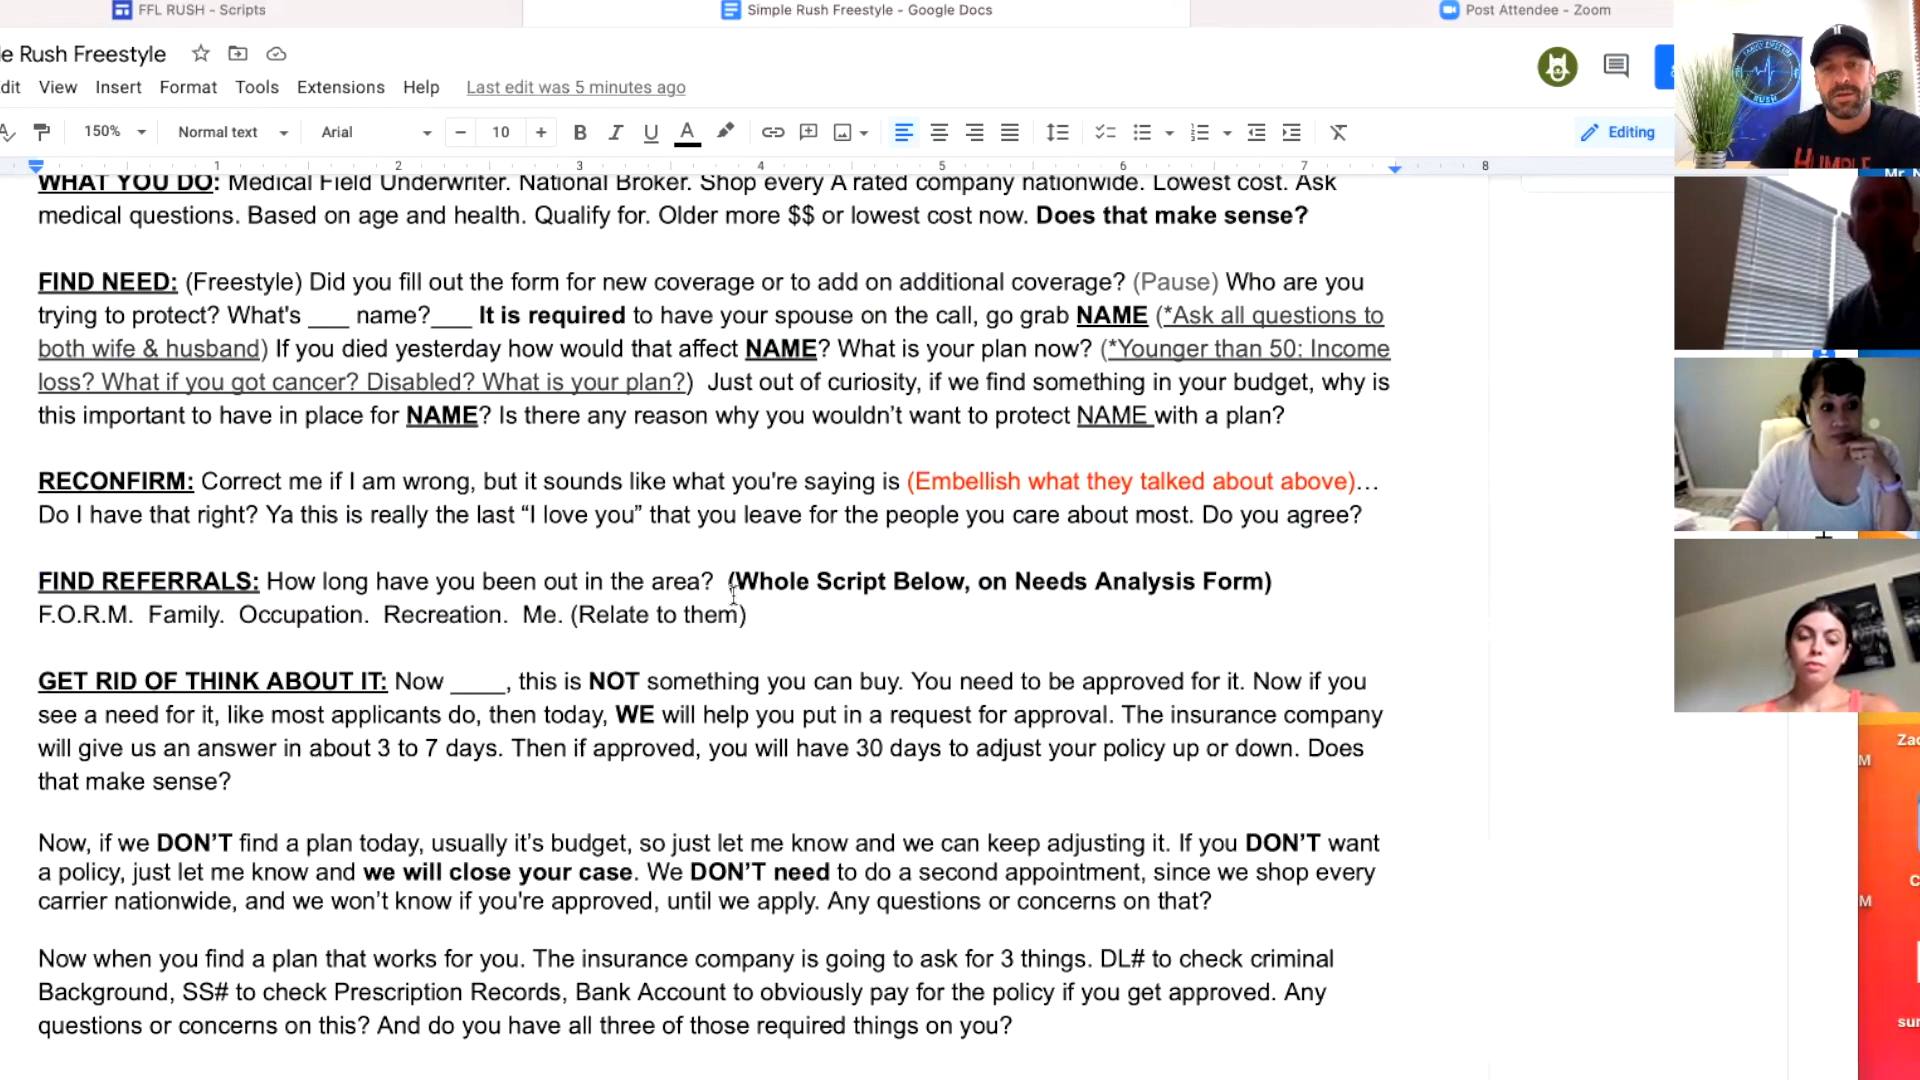 FFL RUSH - Scripts
Simple Rush Freestyle - Google Docs
Post Attendee - Zoom
le Rush Freestyle
dit View Insert Format Tools Extensions Help Last edit was 5 minutes ago
150% Normal text Arial – 10 + B I U A Editing
1 2 3 4 5 6 7 8
WHAT YOU DO: Medical Field Underwriter. National Broker. Shop every A rated company nationwide. Lowest cost. Ask
medical questions. Based on age and health. Qualify for. Older more $$ or lowest cost now. Does that make sense?
FIND NEED: (Freestyle) Did you fill out the form for new coverage or to add on additional coverage? (Pause) Who are you
trying to protect? What's ___ name?___ It is required to have your spouse on the call, go grab NAME (*Ask all questions to
both wife & husband) If you died yesterday how would that affect NAME? What is your plan now? (*Younger than 50: Income
loss? What if you got cancer? Disabled? What is your plan?) Just out of curiosity, if we find something in your budget, why is
this important to have in place for NAME? Is there any reason why you wouldn’t want to protect NAME with a plan?
RECONFIRM: Correct me if I am wrong, but it sounds like what you're saying is (Embellish what they talked about above)…
Do I have that right? Ya this is really the last “I love you” that you leave for the people you care about most. Do you agree?
FIND REFERRALS: How long have you been out in the area? (Whole Script Below, on Needs Analysis Form)
F.O.R.M. Family. Occupation. Recreation. Me. (Relate to them)
GET RID OF THINK ABOUT IT: Now ____, this is NOT something you can buy. You need to be approved for it. Now if you
see a need for it, like most applicants do, then today, WE will help you put in a request for approval. The insurance company
will give us an answer in about 3 to 7 days. Then if approved, you will have 30 days to adjust your policy up or down. Does
that make sense?
Now, if we DON’T find a plan today, usually it’s budget, so just let me know and we can keep adjusting it. If you DON’T want
a policy, just let me know and we will close your case. We DON’T need to do a second appointment, since we shop every
carrier nationwide, and we won’t know if you're approved, until we apply. Any questions or concerns on that?
Now when you find a plan that works for you. The insurance company is going to ask for 3 things. DL# to check criminal
Background, SS# to check Prescription Records, Bank Account to obviously pay for the policy if you get approved. Any
questions or concerns on this? And do you have all three of those required things on you?
RUSH
HUMBLE
Mr. N
Zac
M
C
M
sur